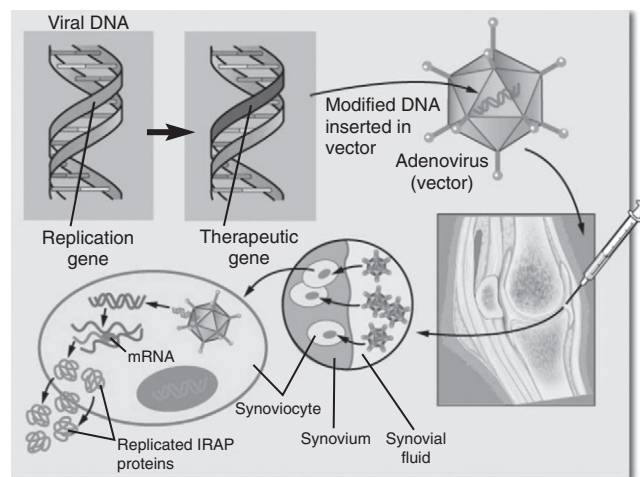 Viral DNA
Modified DNA
inserted in
vector
Adenovirus
(vector)
Replication
gene
Therapeutic
gene
mRNA
Synoviocyte
Replicated IRAP
proteins
Synovium
Synovial
fluid